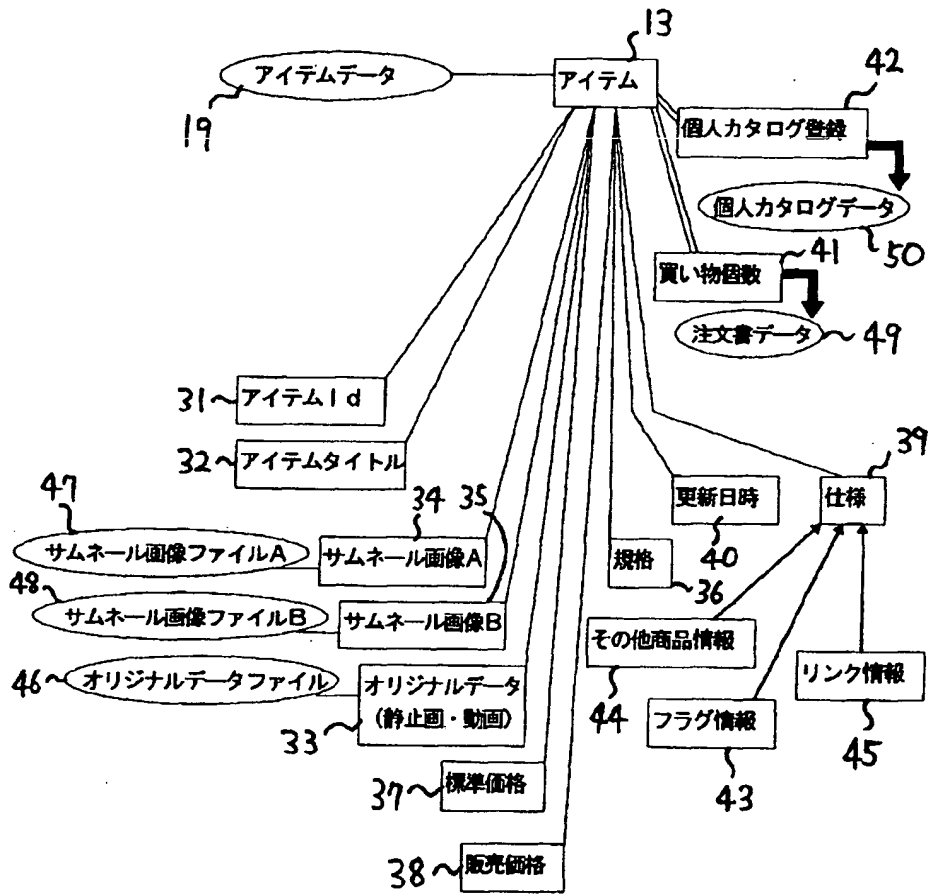 13
アイテムデータ
アイテム
42
19
個人カタログ登録
個人カタログデータ
41
50
買い物個数
注文書データ
49
31
アイテムId
32
アイテムタイトル
39
47
34
35
更新日時
仕様
サムネール画像ファイルA
サムネール画像A
40
規格
36
48
サムネール画像ファイルB
サムネール画像B
その他商品情報
46
オリジナルデータファイル
オリジナルデータ
(静止画・動画)
リンク情報
33
44
フラグ情報
45
37
標準価格
43
38
販売価格